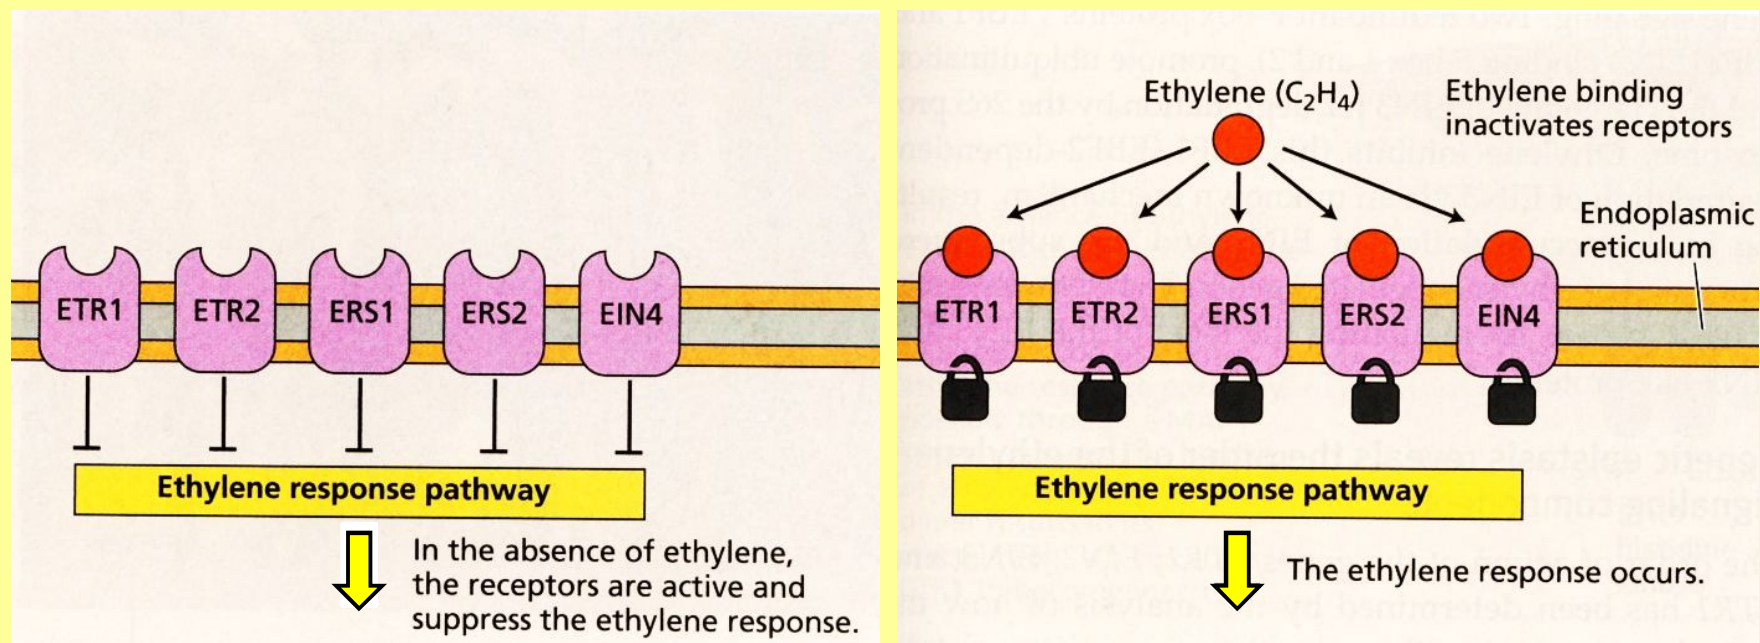 ETR1
ETR2
ERS1
ERS2
EIN4
Ethylene response pathway
In the absence of ethylene,
the receptors are active and
suppress the ethylene response.
Ethylene (C₂H₄)
Ethylene binding
inactivates receptors
Endoplasmic
reticulum
ETR1
ETR2
ERS1
ERS2
EIN4
Ethylene response pathway
The ethylene response occurs.